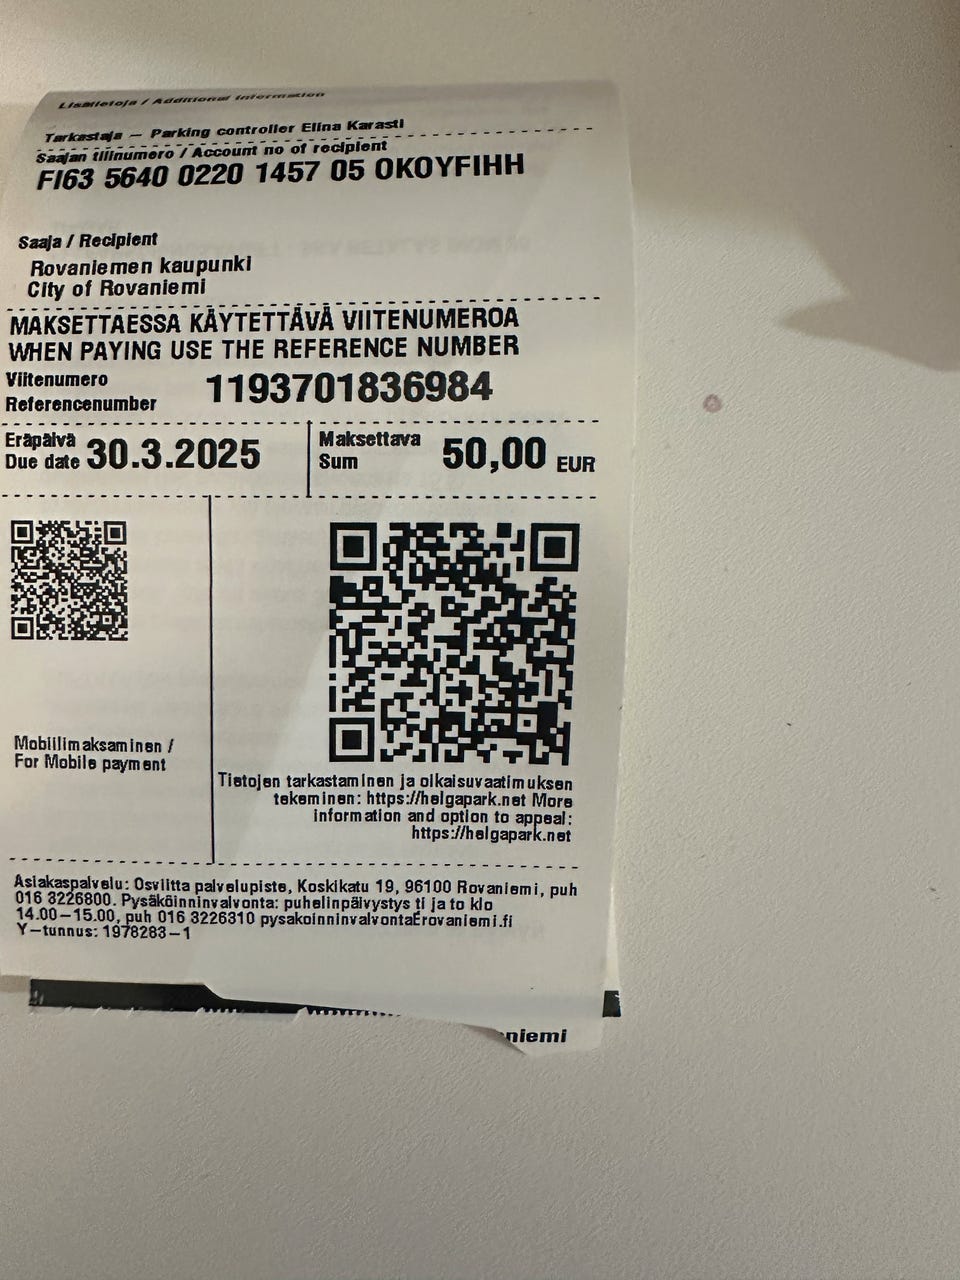 Lisätietoja / Additional information
Tarkastaja – Parking controller Elina Karasti
Saajan tilinumero / Account no of recipient
FI63 5640 0220 1457 05 OKOYFIHH
Saaja / Recipient
Rovaniemen kaupunki
City of Rovaniemi
MAKSETTAESSA KÄYTETTÄVÄ VIITENUMEROA
WHEN PAYING USE THE REFERENCE NUMBER
Viitenumero
Referencenumber 1193701836984
Eräpäivä
Due date 30.3.2025
Maksettava
Sum 50,00 EUR
Mobiilimaksaminen /
For Mobile payment
Tietojen tarkastaminen ja oikaisuvaatimuksen
tekeminen: https://helgapark.net More
information and option to appeal:
https://helgapark.net
Asiakaspalvelu: Osviitta palvelupiste, Koskikatu 19, 96100 Rovaniemi, puh
016 3226800. Pysäköinninvalvonta: puhelinpäivystys ti ja to klo
14.00–15.00, puh 016 3226310 pysakoinninvalvontaÉrovaniemi.fi
Y–tunnus: 1978283–1
niemi